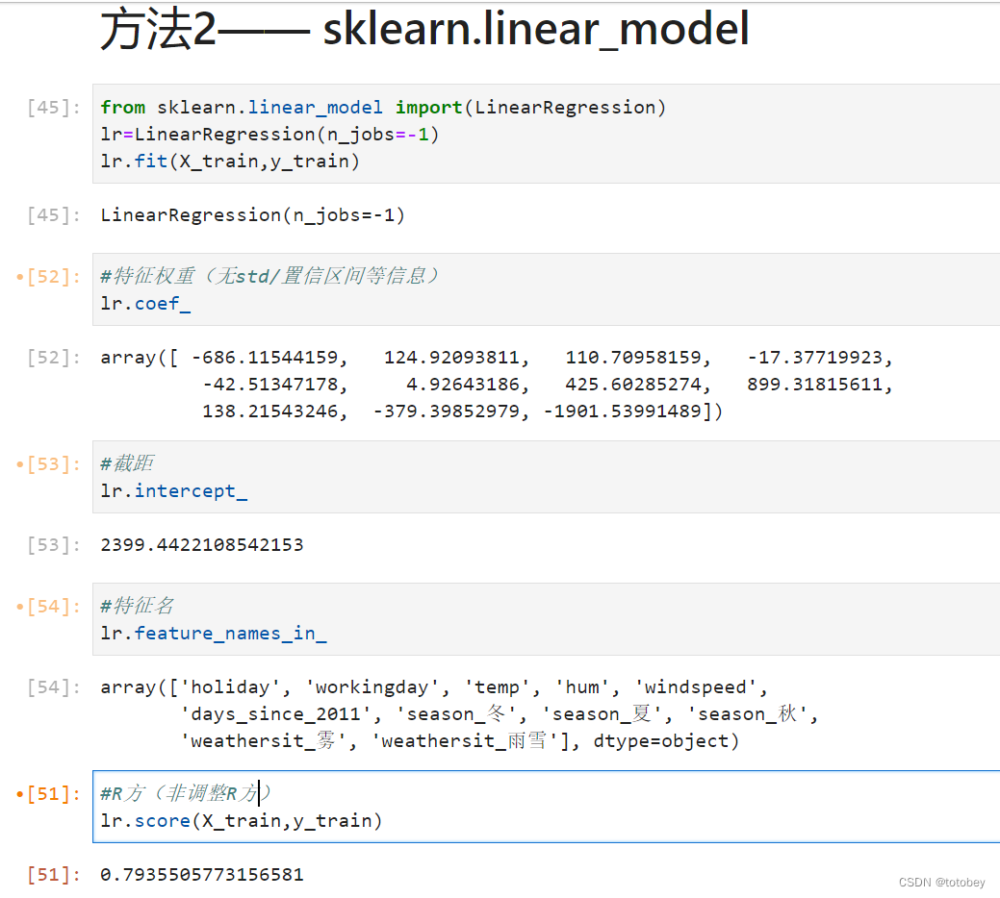 方法2—— sklearn.linear_model
[45]: from sklearn.linear_model import(LinearRegression)
lr=LinearRegression(n_jobs=-1)
lr.fit(X_train,y_train)
[45]: LinearRegression(n_jobs=-1)
•[52]: #特征权重（无std/置信区间等信息）
lr.coef_
[52]: array([ -686.11544159,   124.92093811,   110.70958159,   -17.37719923,
-42.51347178,     4.92643186,   425.60285274,   899.31815611,
138.21543246,  -379.39852979, -1901.53991489])
•[53]: #截距
lr.intercept_
[53]: 2399.4422108542153
•[54]: #特征名
lr.feature_names_in_
[54]: array(['holiday', 'workingday', 'temp', 'hum', 'windspeed',
'days_since_2011', 'season_冬', 'season_夏', 'season_秋',
'weathersit_雾', 'weathersit_雨雪'], dtype=object)
•[51]: #R方（非调整R方）
lr.score(X_train,y_train)
[51]: 0.7935505773156581
CSDN @totobey